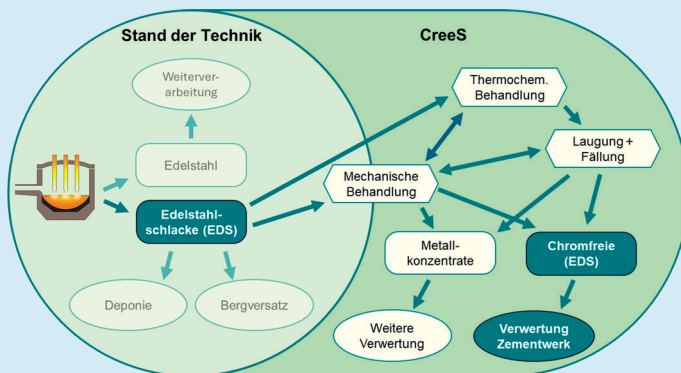 Stand der Technik
CreeS
Weiterver-
arbeitung
Edelstahl
Edelstahl-
schlacke (EDS)
Deponie
Bergversatz
Thermochem.
Behandlung
Laugung +
Fällung
Mechanische
Behandlung
Metall-
konzentrate
Chromfreie
(EDS)
Weitere
Verwertung
Verwertung
Zementwerk